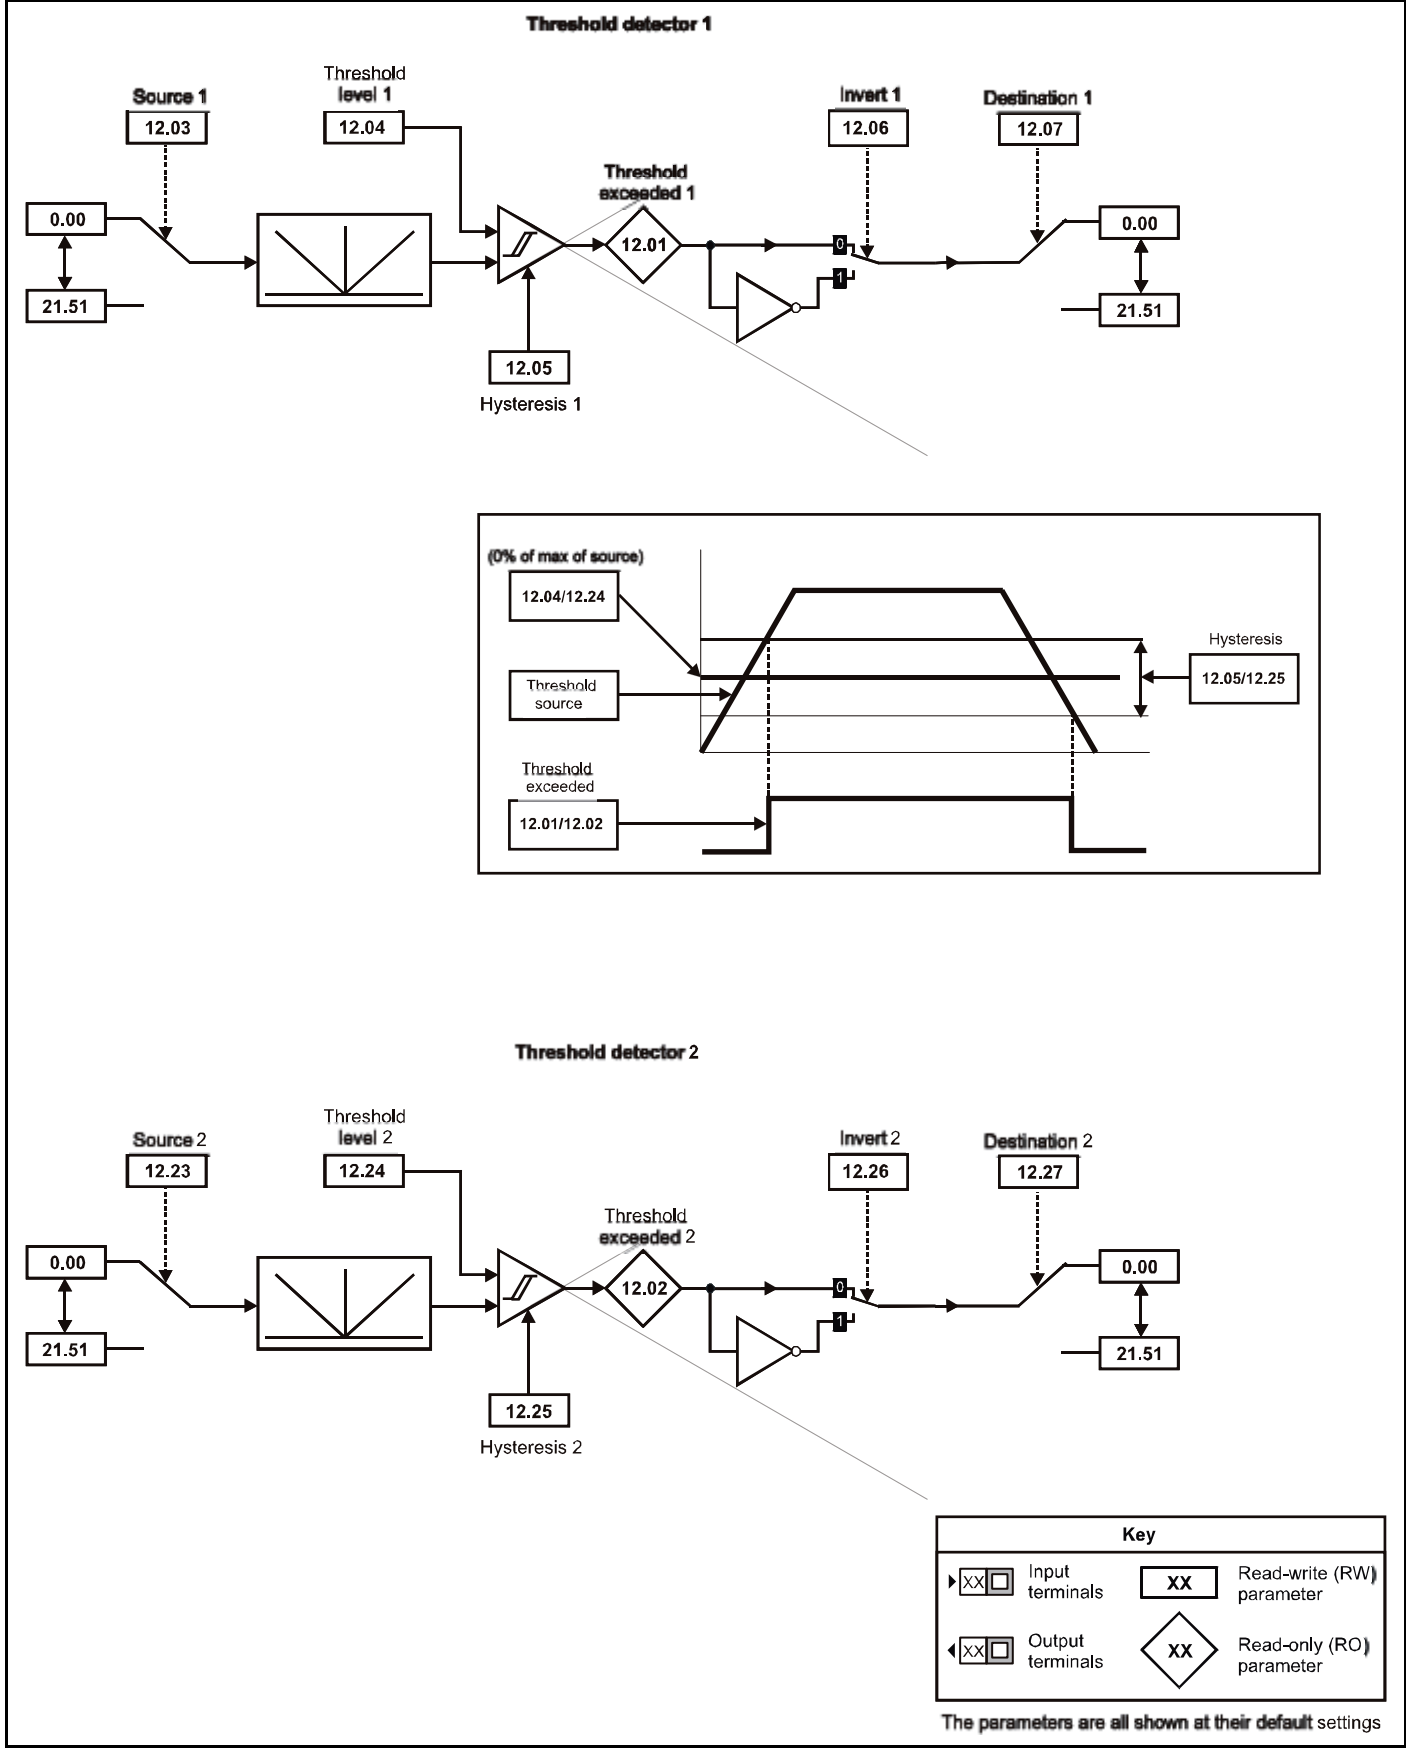 Threshold detector 1
Source 1
12.03
Threshold
level 1
12.04
Invert 1
12.06
Destination 1
12.07
Threshold
exceeded 1
12.01
0.00
21.51
0
1
0.00
21.51
12.05
Hysteresis 1
(0% of max of source)
12.04/12.24
Threshold
source
Hysteresis
12.05/12.25
Threshold
exceeded
12.01/12.02
Threshold detector 2
Source 2
12.23
Threshold
level 2
12.24
Invert 2
12.26
Destination 2
12.27
Threshold
exceeded 2
12.02
0.00
21.51
0
1
0.00
21.51
12.25
Hysteresis 2
Key
XX
Input
terminals
XX
Read-write (RW)
parameter
XX
Output
terminals
XX
Read-only (RO)
parameter
The parameters are all shown at their default settings